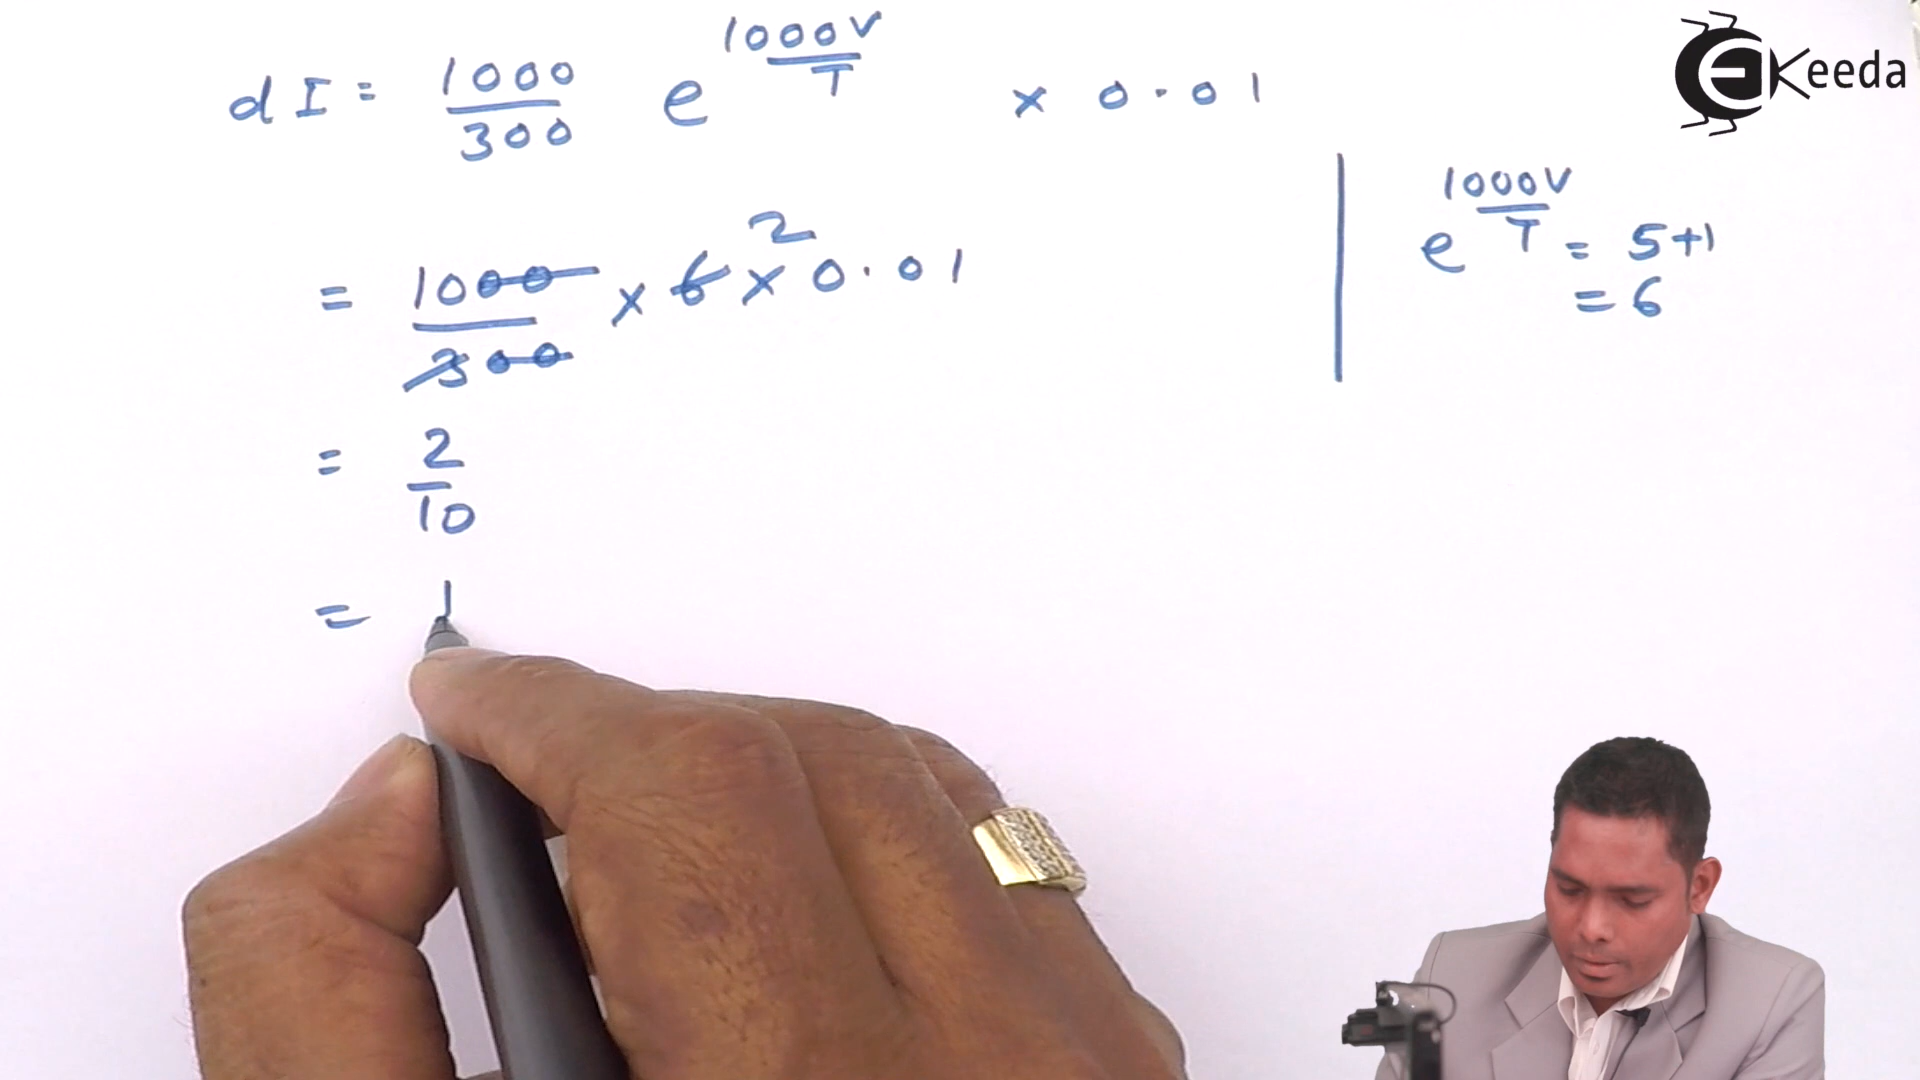 EKeeda
dI = 1000/300 e^(1000V/T) × 0.01
e^(1000V/T) = 5+1
= 6
= 1000/300 × 6 × 0.01
2
= 2/10
= 1